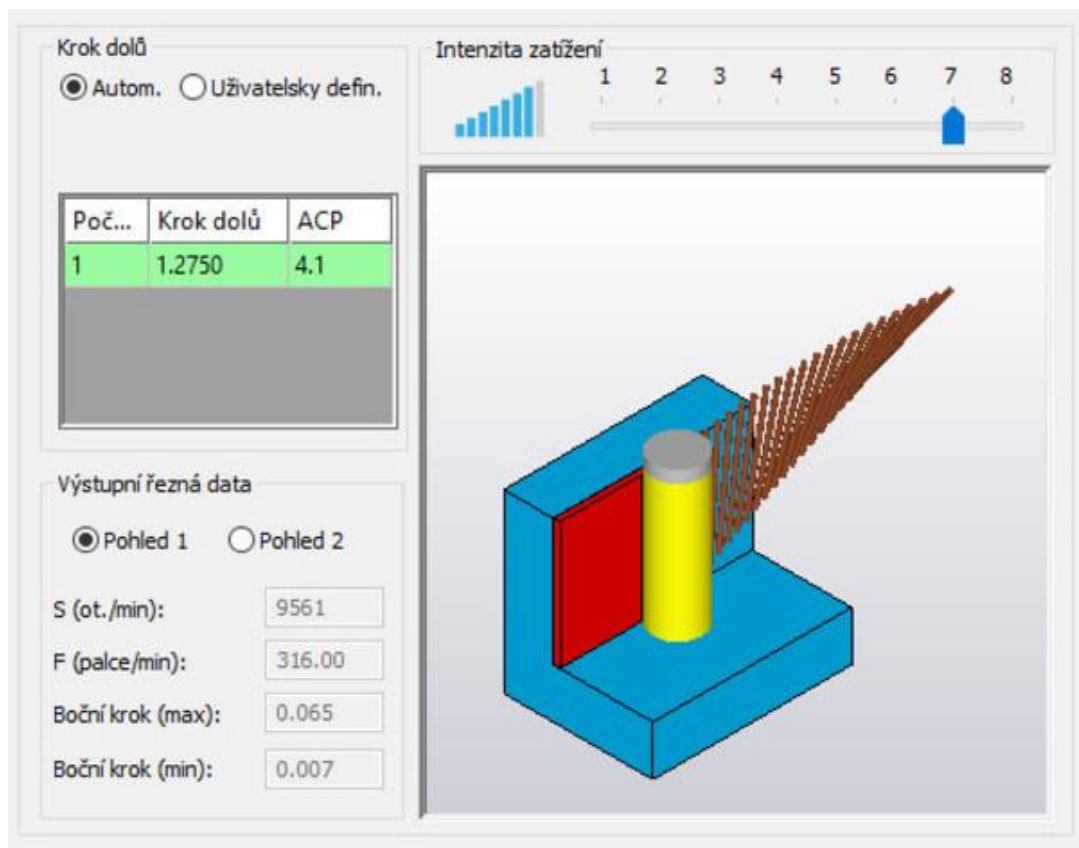 Krok dolů
Autom. Uživatelsky defin.
Poč... Krok dolů ACP
1 1.2750 4.1
Výstupní řezná data
Pohled 1 Pohled 2
S (ot./min): 9561
F (palce/min): 316.00
Boční krok (max): 0.065
Boční krok (min): 0.007
Intenzita zatížení
1 2 3 4 5 6 7 8